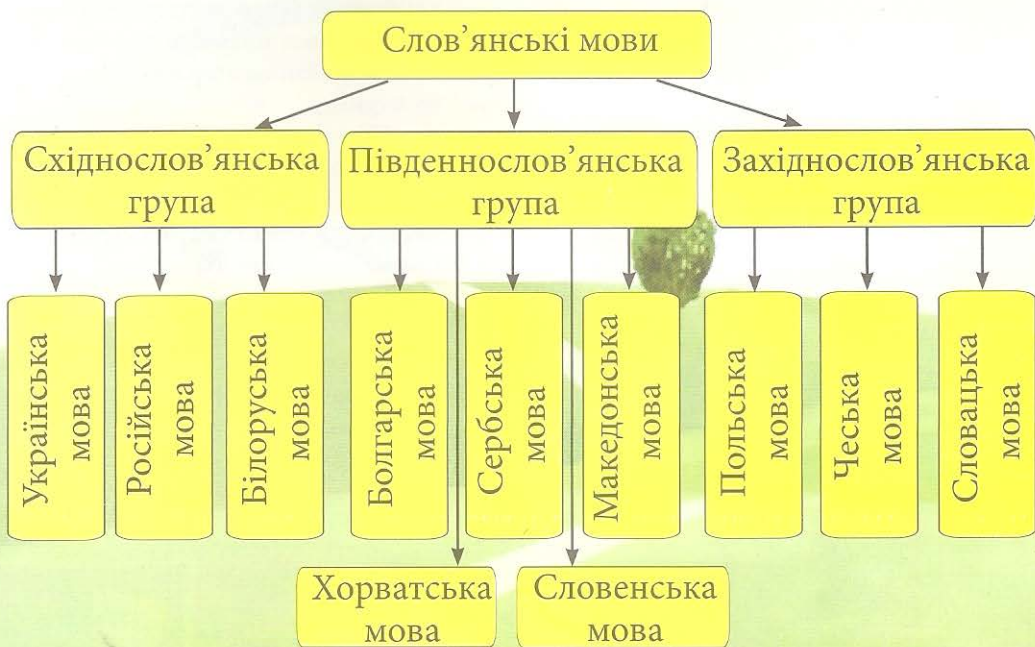 Слов’янські мови
Східнослов’янська
група
Південнослов’янська
група
Західнослов’янська
група
Українська
мова
Російська
мова
Білоруська
мова
Болгарська
мова
Сербська
мова
Македонська
мова
Польська
мова
Чеська
мова
Словацька
мова
Хорватська
мова
Словенська
мова